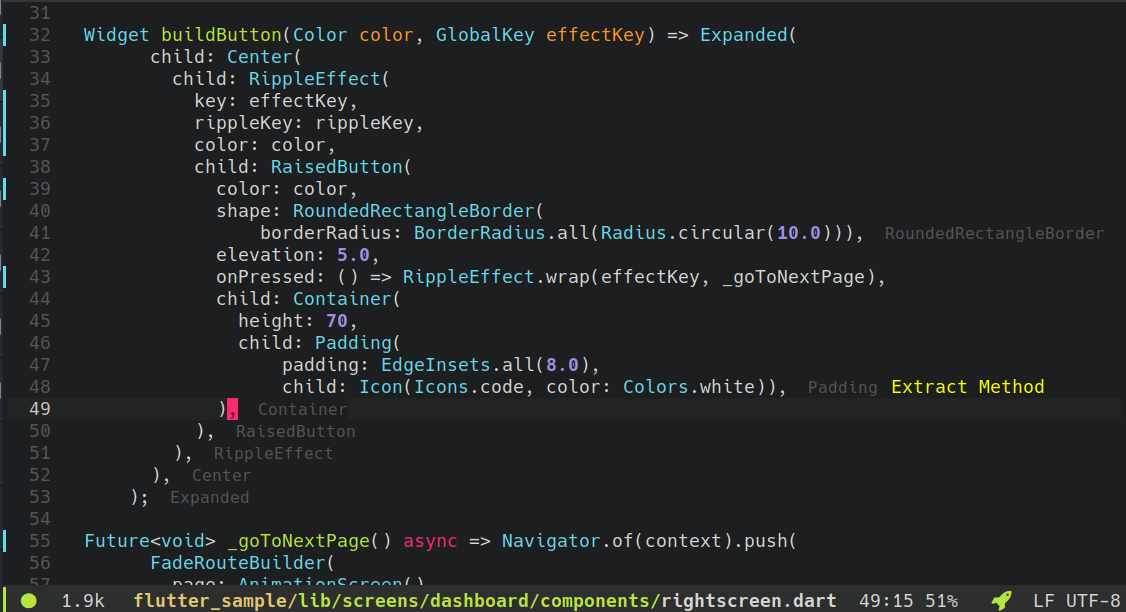 31
32 Widget buildButton(Color color, GlobalKey effectKey) => Expanded(
33 child: Center(
34 child: RippleEffect(
35 key: effectKey,
36 rippleKey: rippleKey,
37 color: color,
38 child: RaisedButton(
39 color: color,
40 shape: RoundedRectangleBorder(
41 borderRadius: BorderRadius.all(Radius.circular(10.0))), RoundedRectangleBorder
42 elevation: 5.0,
43 onPressed: () => RippleEffect.wrap(effectKey, _goToNextPage),
44 child: Container(
45 height: 70,
46 child: Padding(
47 padding: EdgeInsets.all(8.0),
48 child: Icon(Icons.code, color: Colors.white)), Padding Extract Method
49 ), Container
50 ), RaisedButton
51 ), RippleEffect
52 ), Center
53 ); Expanded
54
55 Future<void> _goToNextPage() async => Navigator.of(context).push(
56 FadeRouteBuilder(
57 page: AnimationScreen()
1.9k flutter_sample/lib/screens/dashboard/components/rightscreen.dart 49:15 51% LF UTF-8